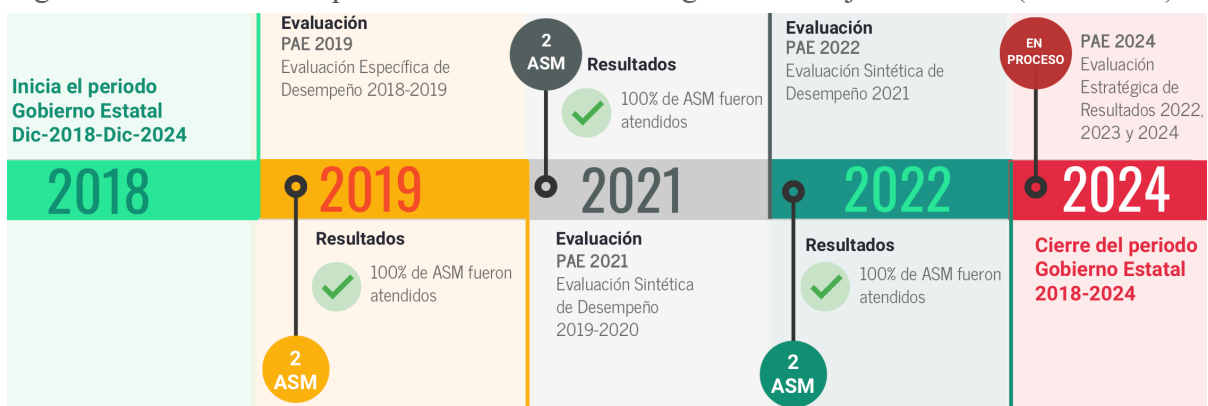 Inicia el periodo
Gobierno Estatal
Dic-2018-Dic-2024
2018
Evaluación
PAE 2019
Evaluación Específica de
Desempeño 2018-2019
2019
Resultados
100% de ASM fueron
atendidos
2
ASM
2
ASM
Resultados
100% de ASM fueron
atendidos
2021
Evaluación
PAE 2021
Evaluación Sintética
de Desempeño
2019-2020
Evaluación
PAE 2022
Evaluación Sintética de
Desempeño 2021
2022
Resultados
100% de ASM fueron
atendidos
2
ASM
EN
PROCESO
PAE 2024
Evaluación
Estratégica de
Resultados 2022,
2023 y 2024
2024
Cierre del periodo
Gobierno Estatal
2018-2024